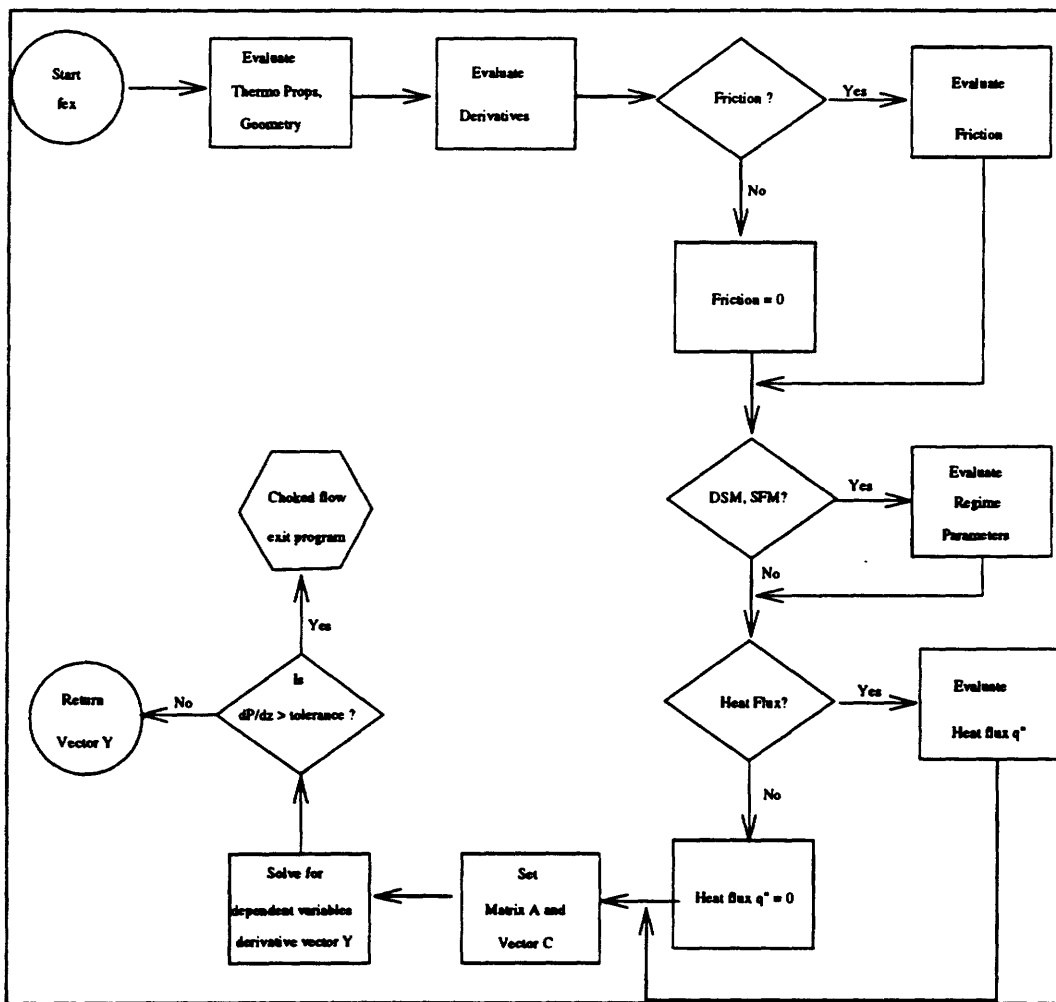 Start
fex
Evaluate
Thermo Props,
Geometry
Evaluate
Derivatives
Friction ?
Yes
Evaluate
Friction
No
Friction = 0
DSM, SFM?
Yes
Evaluate
Regime
Parameters
No
Heat Flux?
Yes
Evaluate
Heat flux q"
No
Heat flux q" = 0
Set
Matrix A and
Vector C
Solve for
dependent variables
derivative vector Y
Is
dP/dz > tolerance ?
Yes
Choked flow
exit program
No
Return
Vector Y